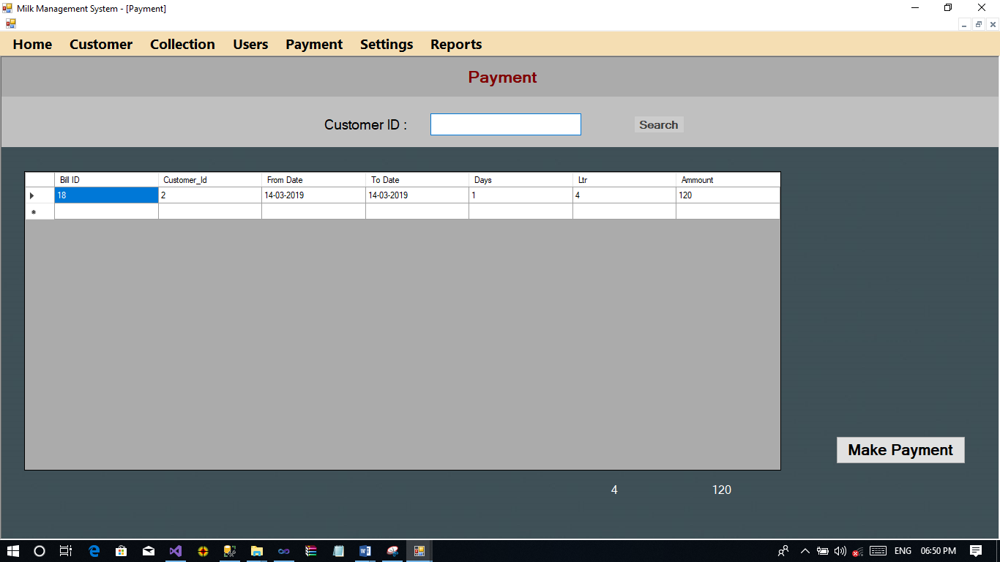 Milk Management System - [Payment]
Home Customer Collection Users Payment Settings Reports
Payment
Customer ID : Search
Bill ID Customer_Id From Date To Date Days Ltr Ammount
18 2 14-03-2019 14-03-2019 1 4 120
Make Payment
4 120
ENG 06:50 PM